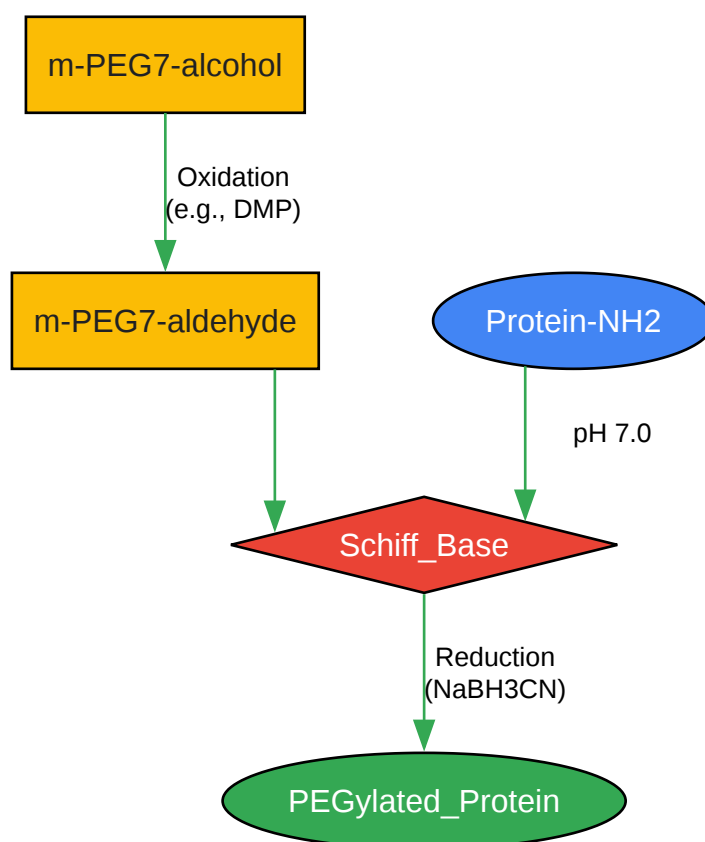 m-PEG7-alcohol
Oxidation
(e.g., DMP)
m-PEG7-aldehyde
Protein-NH2
pH 7.0
Schiff_Base
Reduction
(NaBH3CN)
PEGylated_Protein